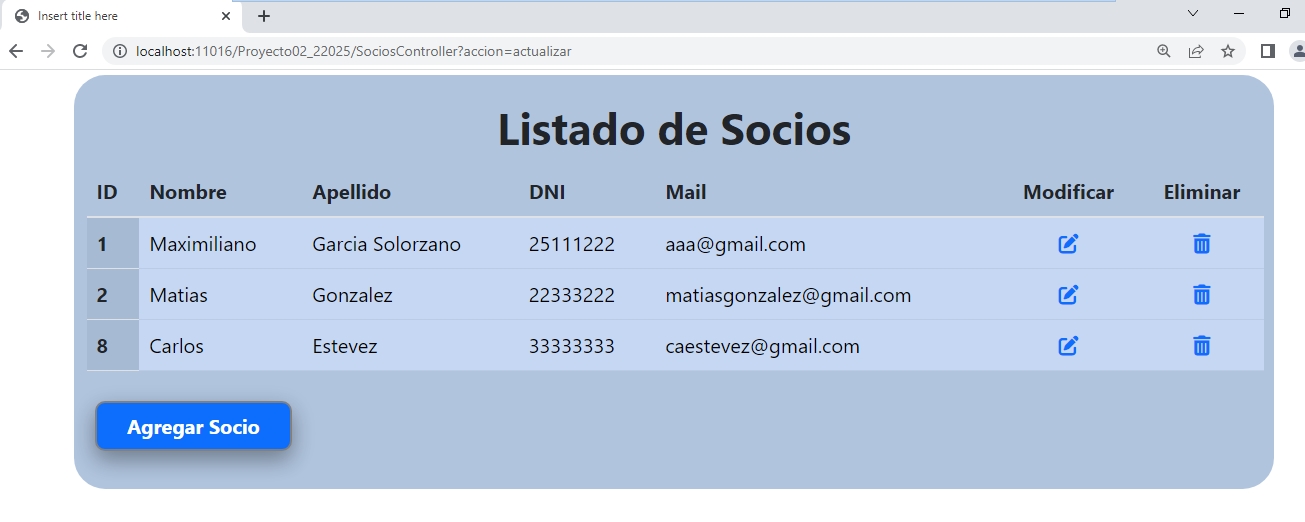 Insert title here
localhost:11016/Proyecto02_22025/SociosController?accion=actualizar
Listado de Socios
ID Nombre Apellido DNI Mail Modificar Eliminar
1 Maximiliano Garcia Solorzano 25111222 aaa@gmail.com
2 Matias Gonzalez 22333222 matiasgonzalez@gmail.com
8 Carlos Estevez 33333333 caestevez@gmail.com
Agregar Socio